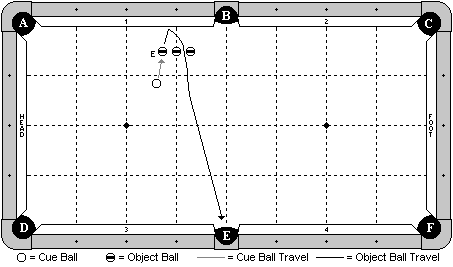 A B C
1 2
E
HEAD FOOT
D E F
3 4
= Cue Ball = Object Ball = Cue Ball Travel = Object Ball Travel